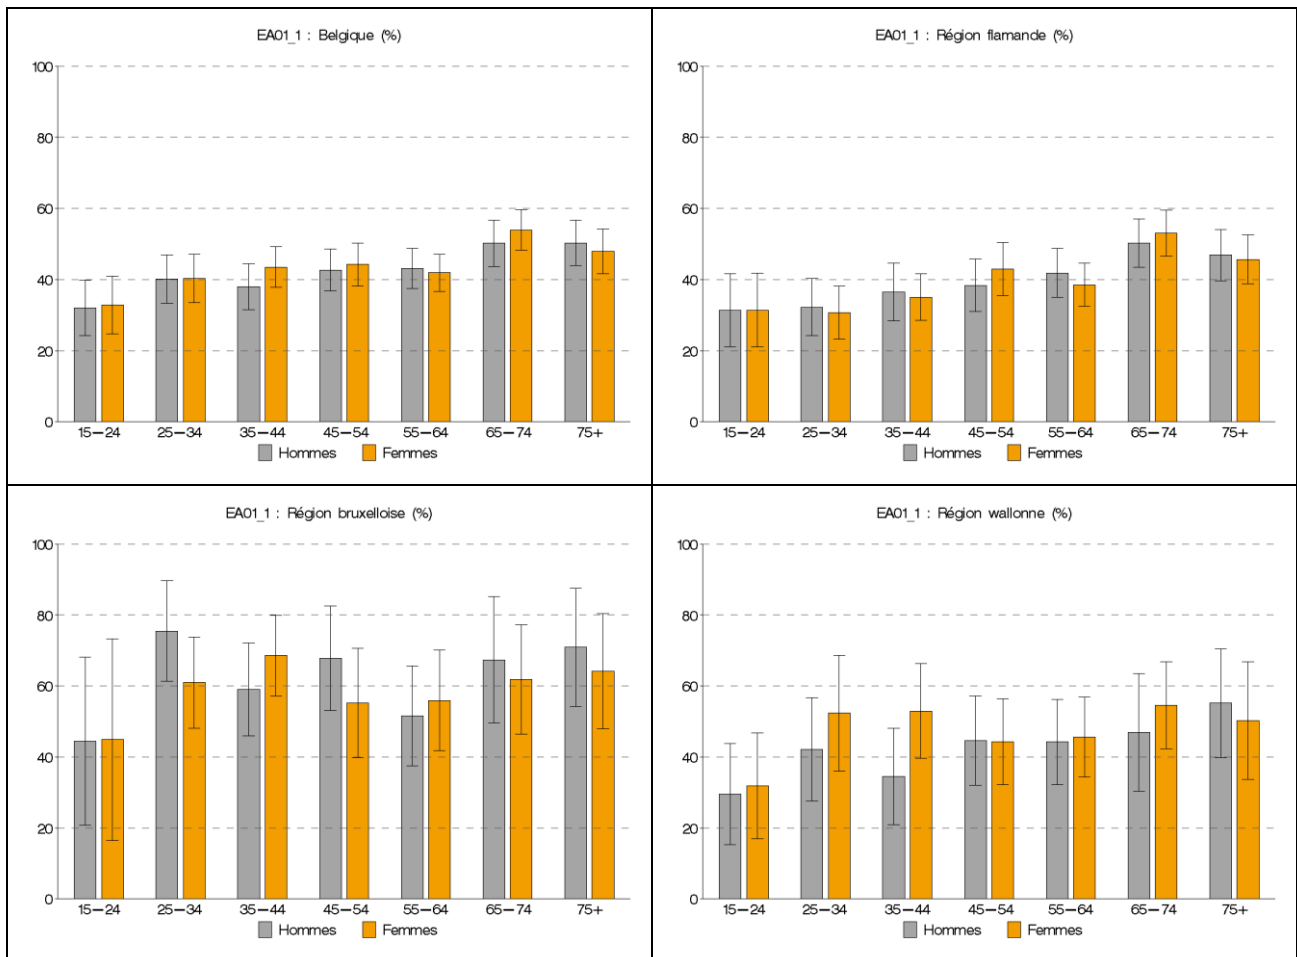 EA01_1 : Belgique (%)
100
80
60
40
20
0
15–24 25–34 35–44 45–54 55–64 65–74 75+
Hommes Femmes
EA01_1 : Région flamande (%)
100
80
60
40
20
0
15–24 25–34 35–44 45–54 55–64 65–74 75+
Hommes Femmes
EA01_1 : Région bruxelloise (%)
100
80
60
40
20
0
15–24 25–34 35–44 45–54 55–64 65–74 75+
Hommes Femmes
EA01_1 : Région wallonne (%)
100
80
60
40
20
0
15–24 25–34 35–44 45–54 55–64 65–74 75+
Hommes Femmes